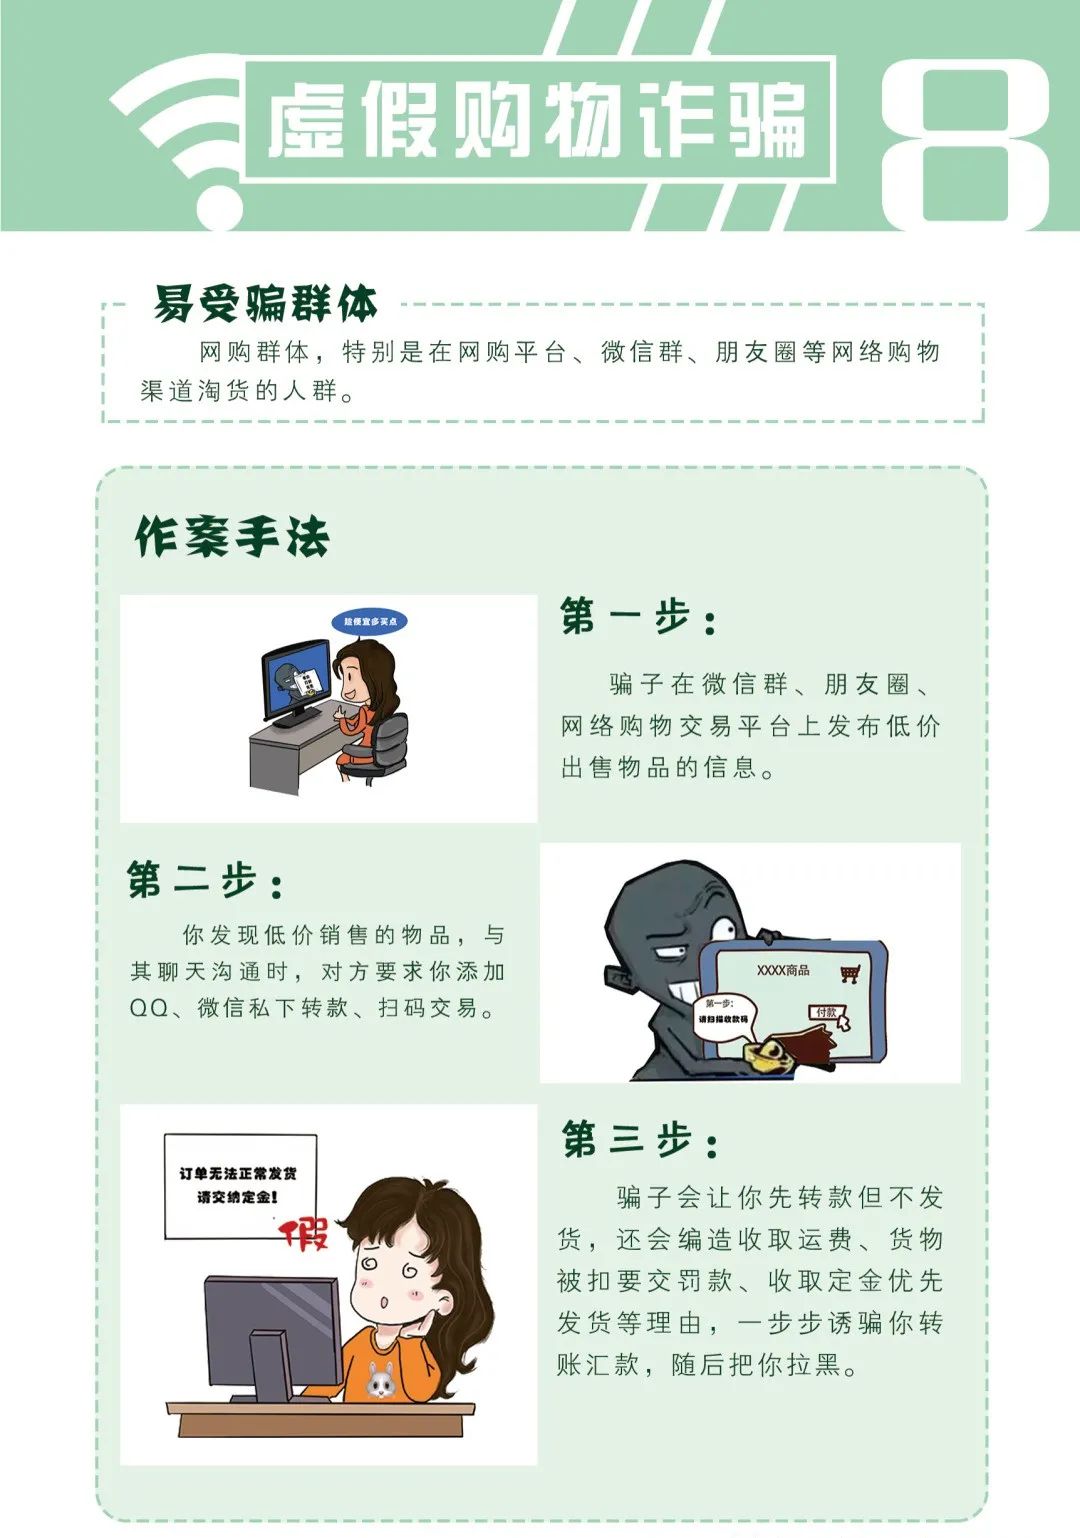 虚假购物诈骗
8
易受骗群体
网购群体，特别是在网购平台、微信群、朋友圈等网络购物
渠道淘货的人群。
作案手法
趁便宜多买点
第一步：
骗子在微信群、朋友圈、
网络购物交易平台上发布低价
出售物品的信息。
第二步：
你发现低价销售的物品，与
其聊天沟通时，对方要求你添加
QQ、微信私下转款、扫码交易。
XXXX商品
第一步：
请扫描收款码
付款
订单无法正常发货
请交纳定金！
假
第三步：
骗子会让你先转款但不发
货，还会编造收取运费、货物
被扣要交罚款、收取定金优先
发货等理由，一步步诱骗你转
账汇款，随后把你拉黑。